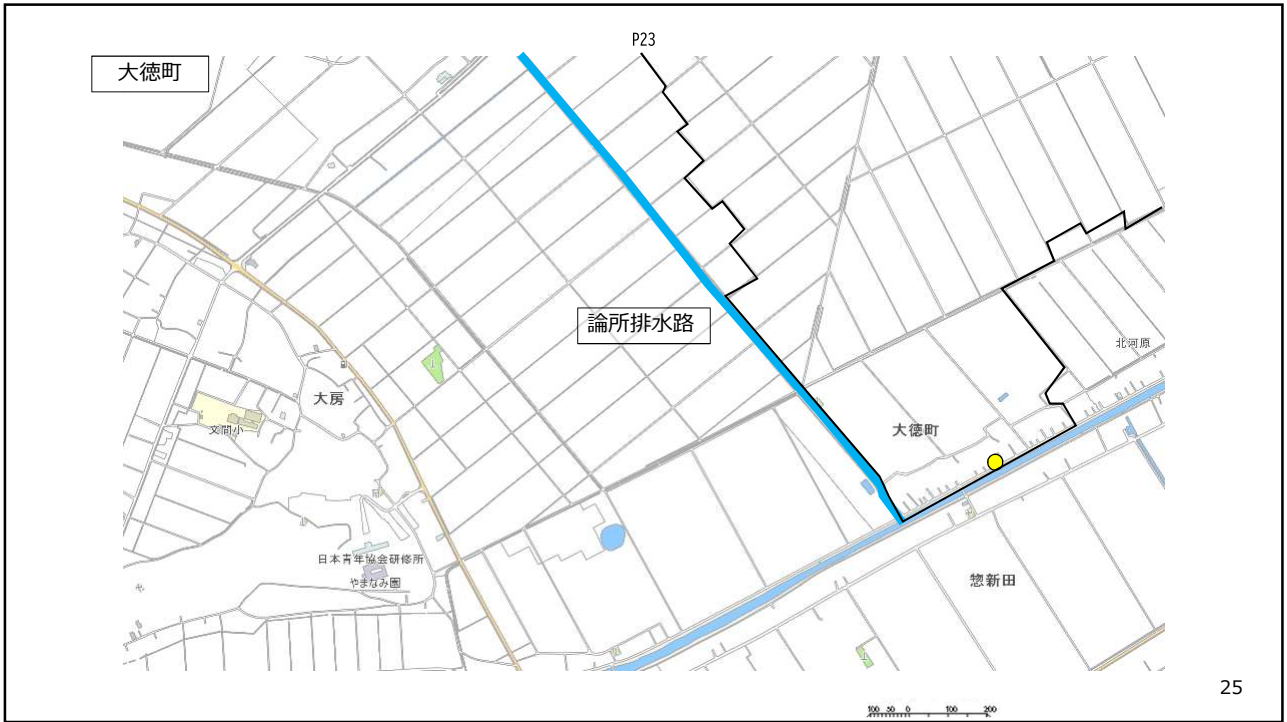 P23
大徳町
論所排水路
北河原
大房
文間小
大徳町
日本青年協会研修所
やまなみ園
惣新田
25
100 50 0 100 200